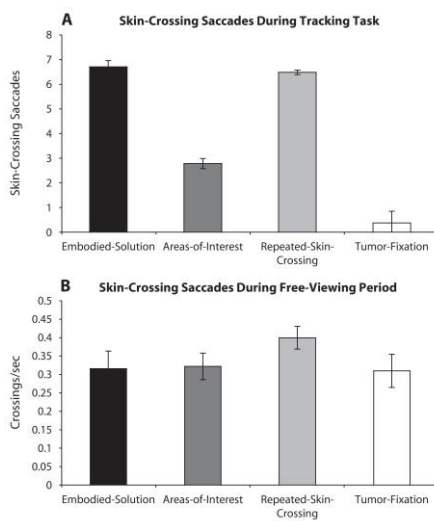 A Skin-Crossing Saccades During Tracking Task
8
7
6
5
4
3
2
1
0
Skin-Crossing Saccades
Embodied-Solution Areas-of-Interest Repeated-Skin- Tumor-Fixation
Crossing
B Skin-Crossing Saccades During Free-Viewing Period
0.5
0.45
0.4
0.35
0.3
0.25
0.2
0.15
0.1
0.05
0
Crossings/sec
Embodied-Solution Areas-of-Interest Repeated-Skin- Tumor-Fixation
Crossing